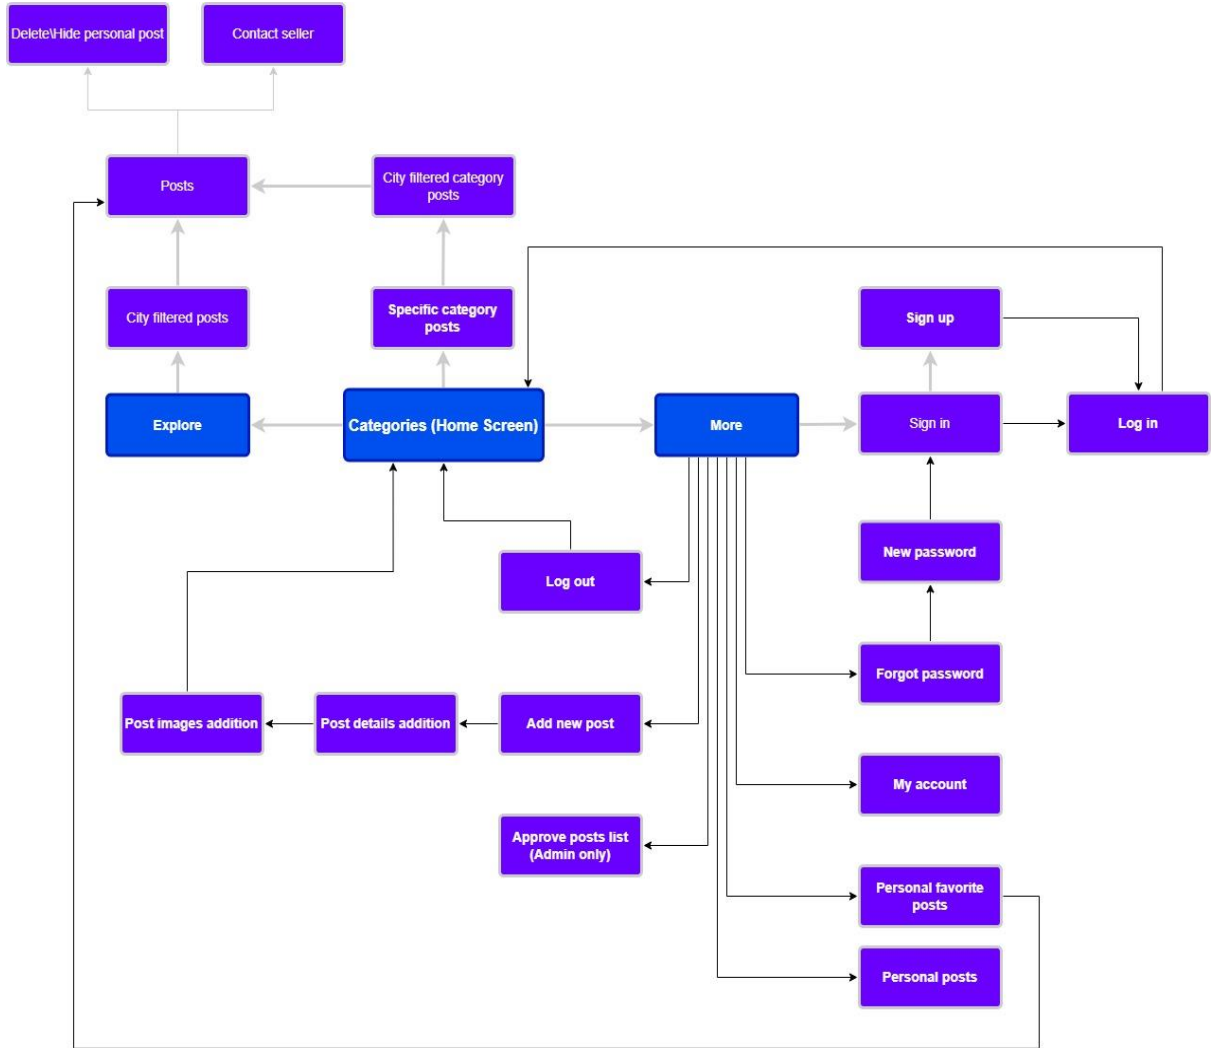 Delete\Hide personal post
Contact seller
Posts
City filtered category
posts
City filtered posts
Specific category
posts
Sign up
Explore
Categories (Home Screen)
More
Sign in
Log in
New password
Log out
Forgot password
Post images addition
Post details addition
Add new post
My account
Approve posts list
(Admin only)
Personal favorite
posts
Personal posts